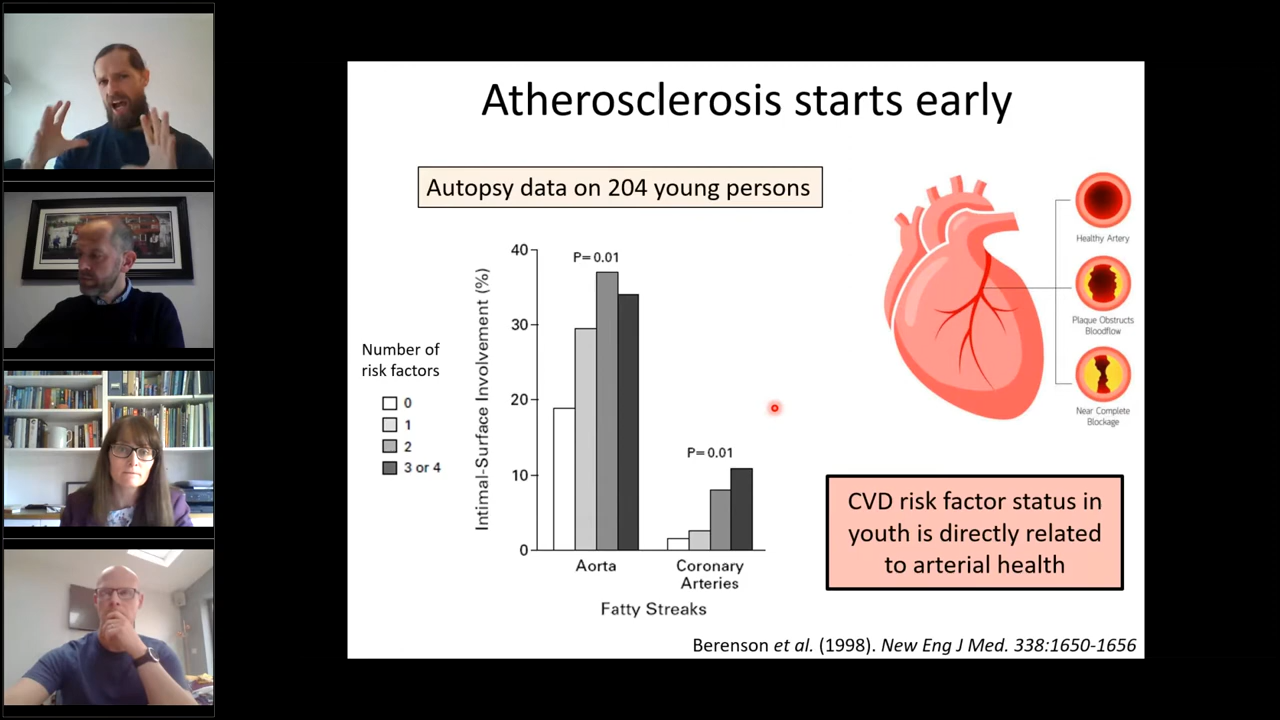 Atherosclerosis starts early
Autopsy data on 204 young persons
Number of
risk factors
0
1
2
3 or 4
Intimal-Surface Involvement (%)
40
30
20
10
0
P= 0.01
P= 0.01
Aorta
Coronary
Arteries
Fatty Streaks
Healthy Artery
Plaque Obstructs
Bloodflow
Near Complete
Blockage
CVD risk factor status in
youth is directly related
to arterial health
Berenson et al. (1998). New Eng J Med. 338:1650-1656